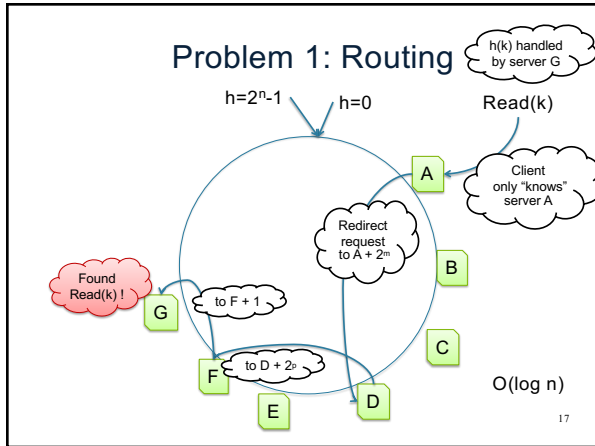 Problem 1: Routing
h(k) handled
by server G
h=2ⁿ-1
h=0
Read(k)
A
Client
only “knows”
server A
Redirect
request
to A + 2ᵐ
B
Found
Read(k) !
G
to F + 1
C
F
to D + 2ᵖ
E
D
O(log n)
17